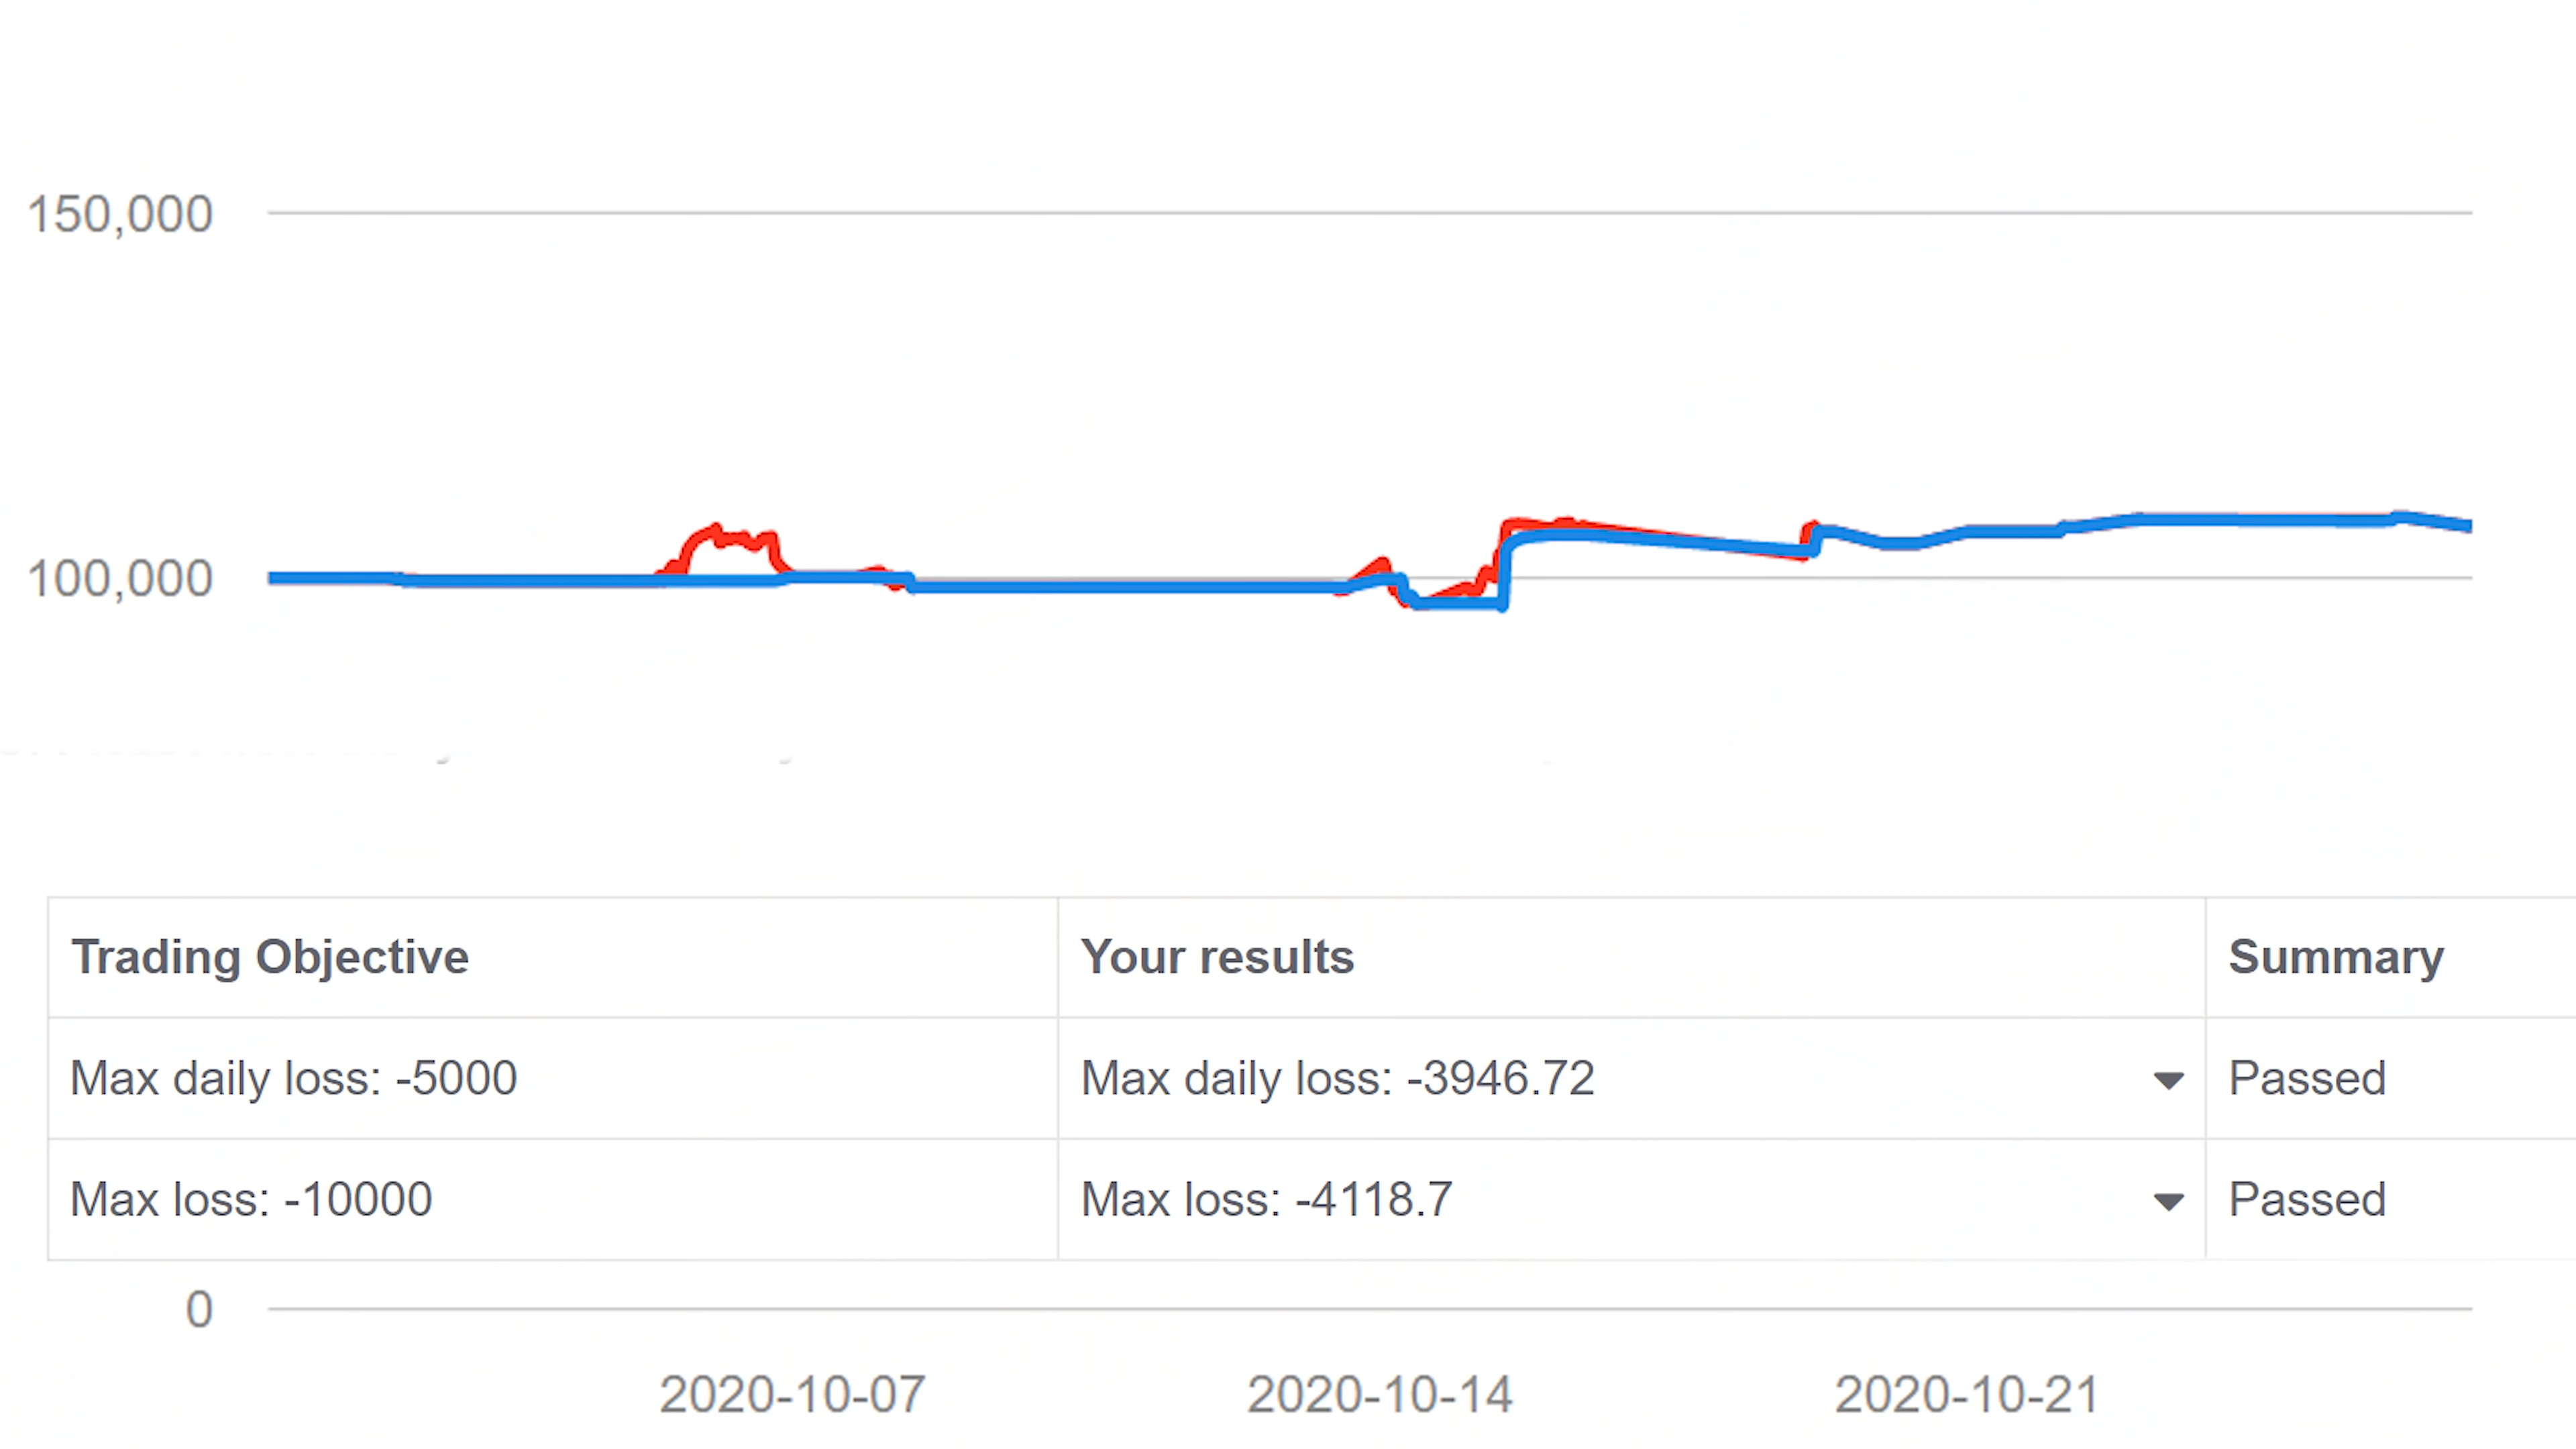 150,000
100,000
Trading Objective Your results Summary
Max daily loss: -5000 Max daily loss: -3946.72 Passed
Max loss: -10000 Max loss: -4118.7 Passed
0
2020-10-07 2020-10-14 2020-10-21